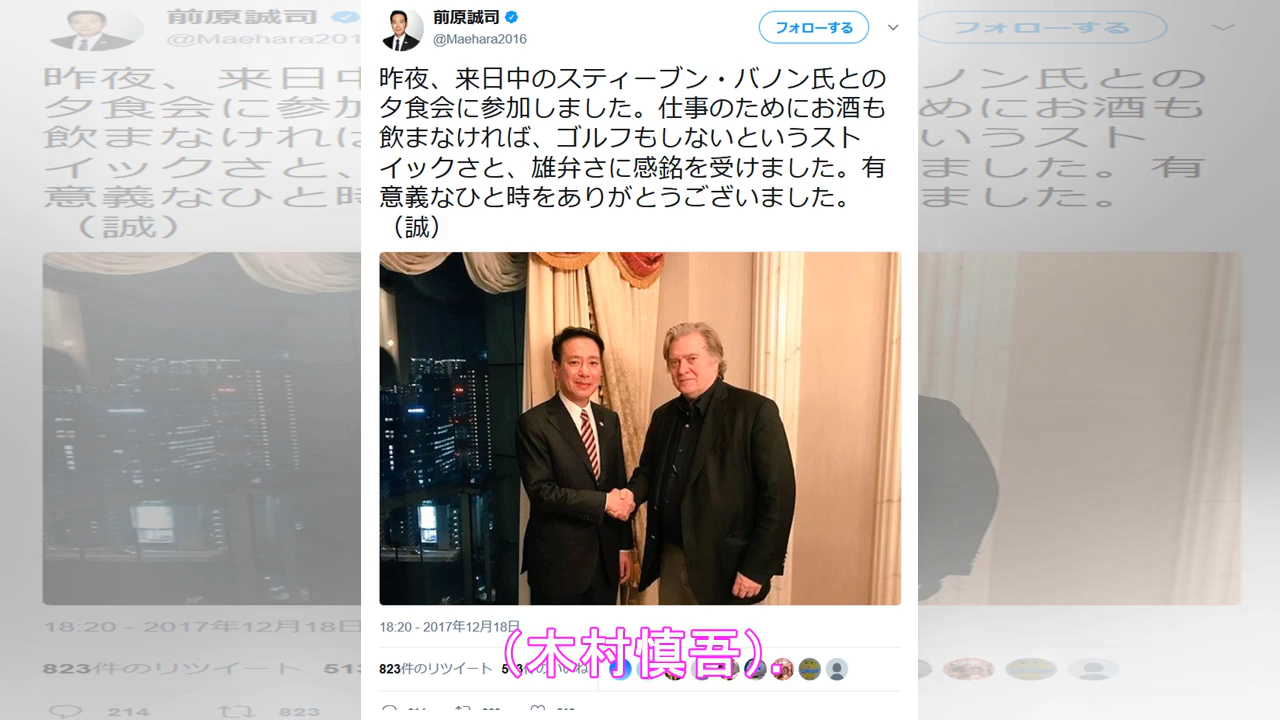 前原誠司
@Maehara2016
フォローする
昨夜、来日中のスティーブン・バノン氏との
夕食会に参加しました。仕事のためにお酒も
飲まなければ、ゴルフもしないというスト
イックさと、雄弁さに感銘を受けました。有
意義なひと時をありがとうございました。
（誠）
18:20 - 2017年12月18日
823件のリツイート
（木村慎吾）.